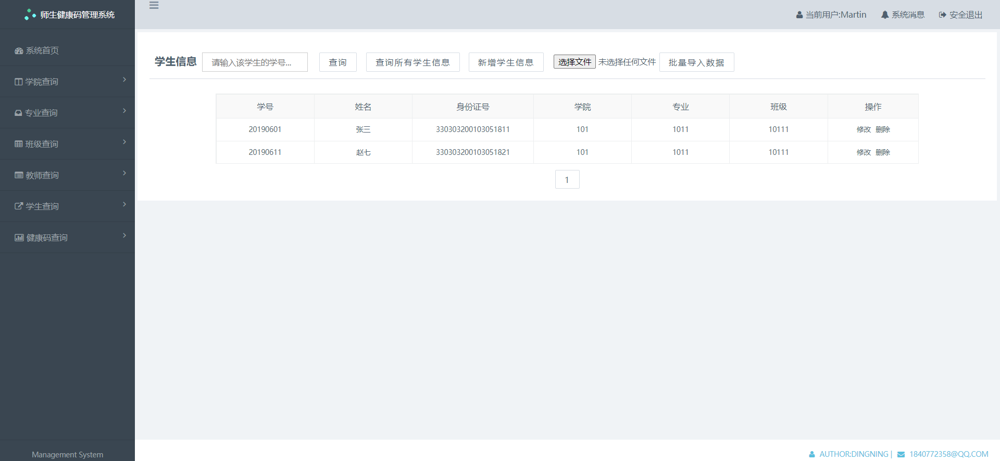 师生健康码管理系统
当前用户:Martin 系统消息 安全退出
系统首页
学院查询
专业查询
班级查询
教师查询
学生查询
健康码查询
学生信息 请输入该学生的学号... 查询 查询所有学生信息 新增学生信息 选择文件 未选择任何文件 批量导入数据
学号 姓名 身份证号 学院 专业 班级 操作
20190601 张三 330303200103051811 101 1011 10111 修改 删除
20190611 赵七 330303200103051821 101 1011 10111 修改 删除
1
Management System
AUTHOR:DINGNING | 1840772358@QQ.COM